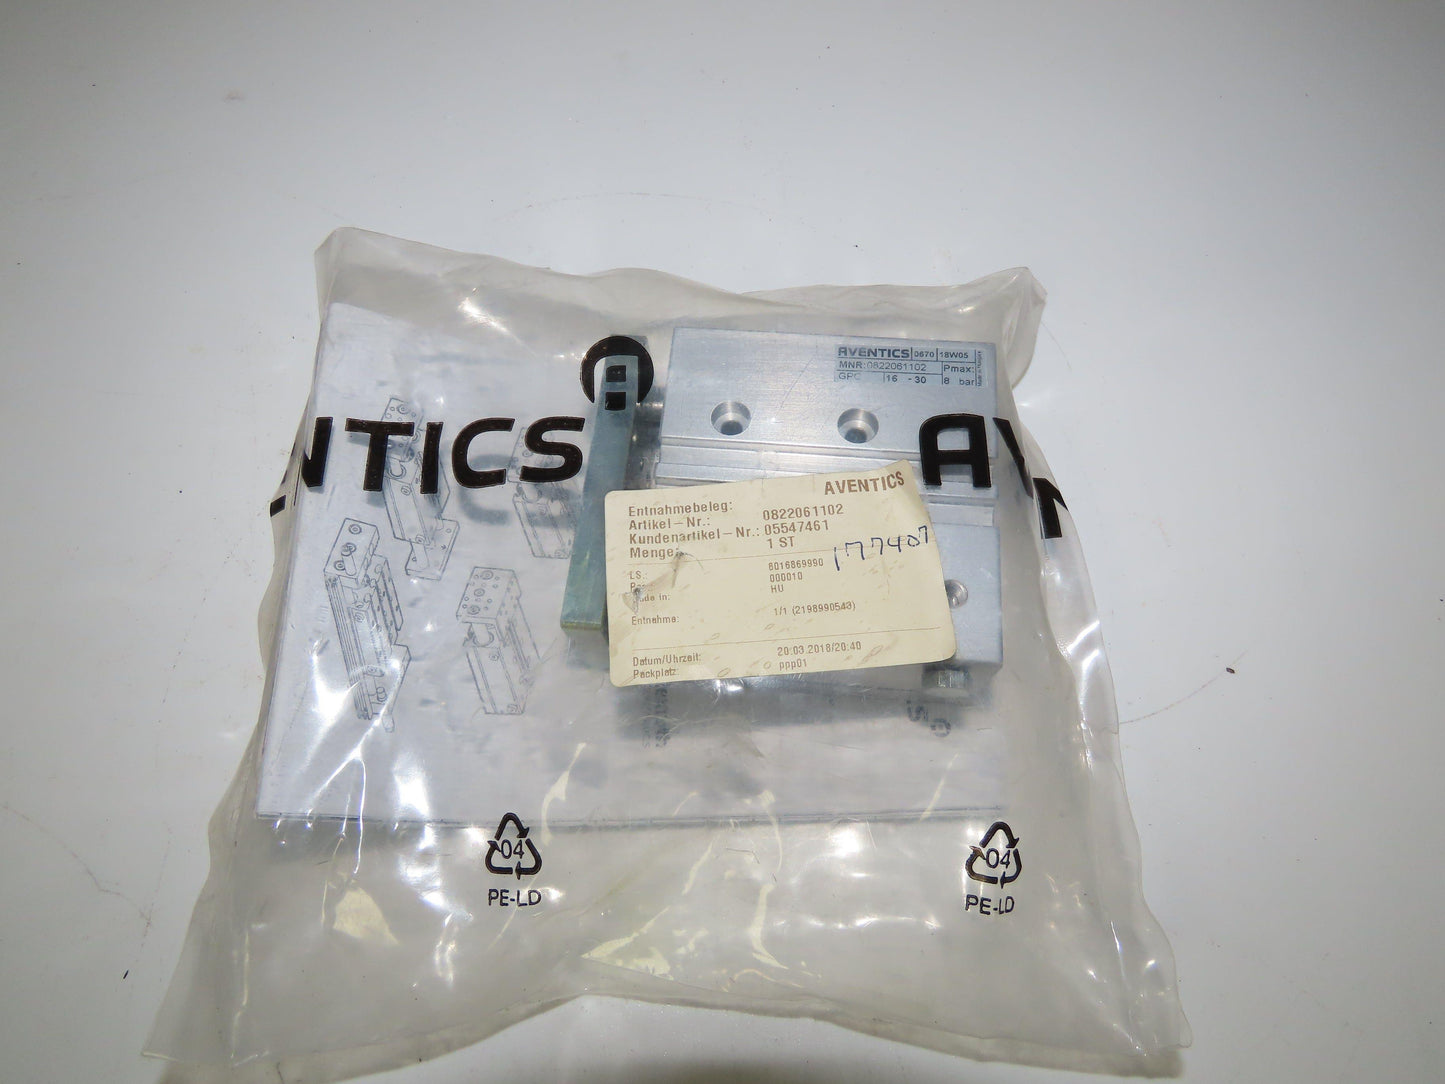 AVENTICS 0670 18W05
MNR:0822061102 Pmax:
GPC 16 - 30 8 bar
NTICS
AV
AVENTICS
Entnahmebeleg:
Artikel-Nr.: 0822061102
Kundenartikel-Nr.: 05547461
Menge: 1 ST
177407
LS.: 8016869990
000010
Made in: HU
Entnahme: 1/1 (2198990543)
Datum/Uhrzeit: 20.03.2018/20:40
Packplatz: ppp01
04
PE-LD
04
PE-LD